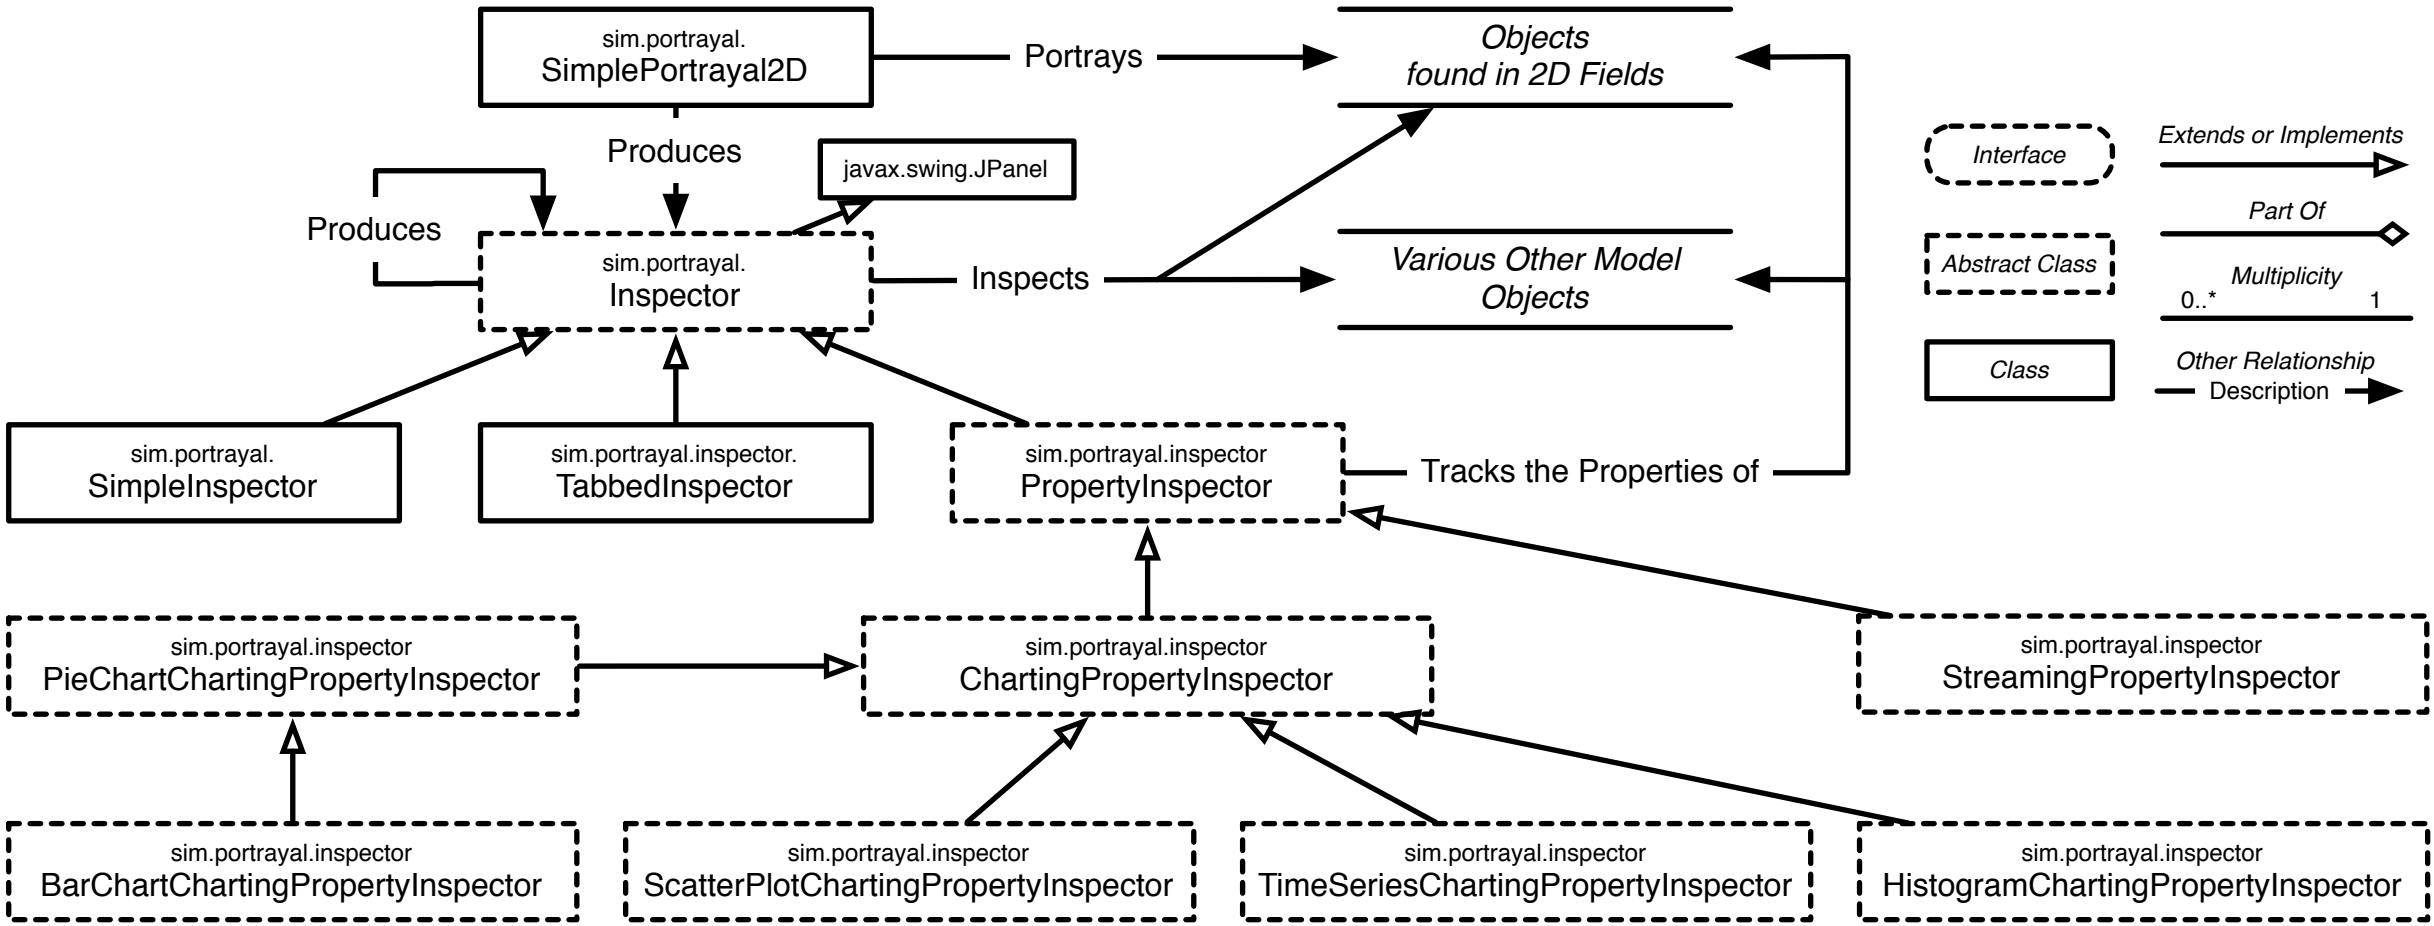 sim.portrayal.
SimplePortrayal2D
Portrays
Objects
found in 2D Fields
Produces
javax.swing.JPanel
Produces
sim.portrayal.
Inspector
Inspects
Various Other Model
Objects
Interface
Extends or Implements
Part Of
Abstract Class
Multiplicity
0..* 1
Class
Other Relationship
Description
sim.portrayal.
SimpleInspector
sim.portrayal.inspector.
TabbedInspector
sim.portrayal.inspector
PropertyInspector
Tracks the Properties of
sim.portrayal.inspector
PieChartChartingPropertyInspector
sim.portrayal.inspector
ChartingPropertyInspector
sim.portrayal.inspector
StreamingPropertyInspector
sim.portrayal.inspector
BarChartChartingPropertyInspector
sim.portrayal.inspector
ScatterPlotChartingPropertyInspector
sim.portrayal.inspector
TimeSeriesChartingPropertyInspector
sim.portrayal.inspector
HistogramChartingPropertyInspector